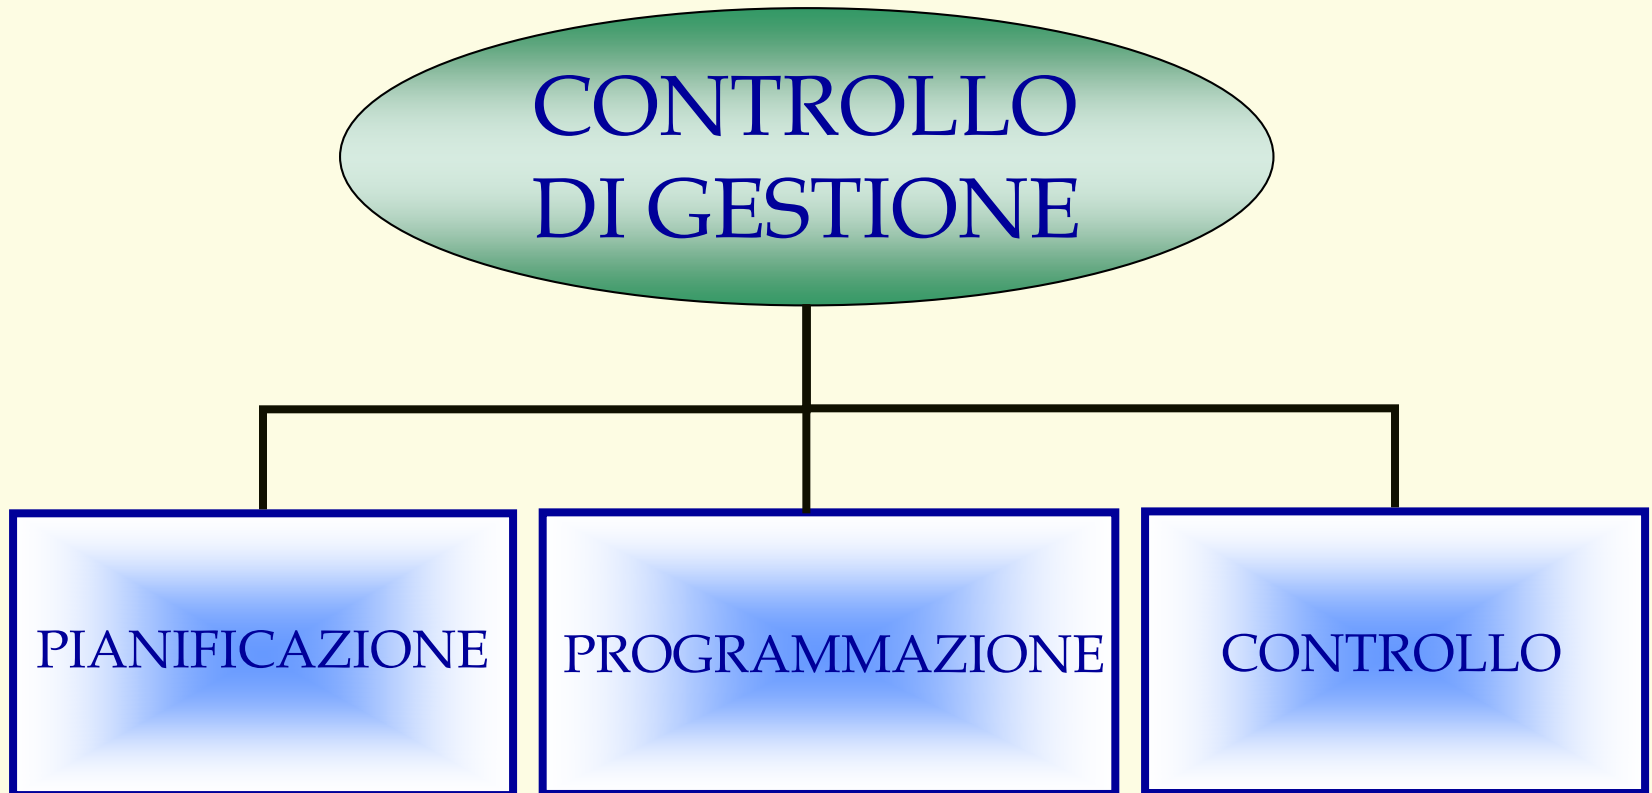 CONTROLLO
DI GESTIONE
PIANIFICAZIONE
PROGRAMMAZIONE
CONTROLLO